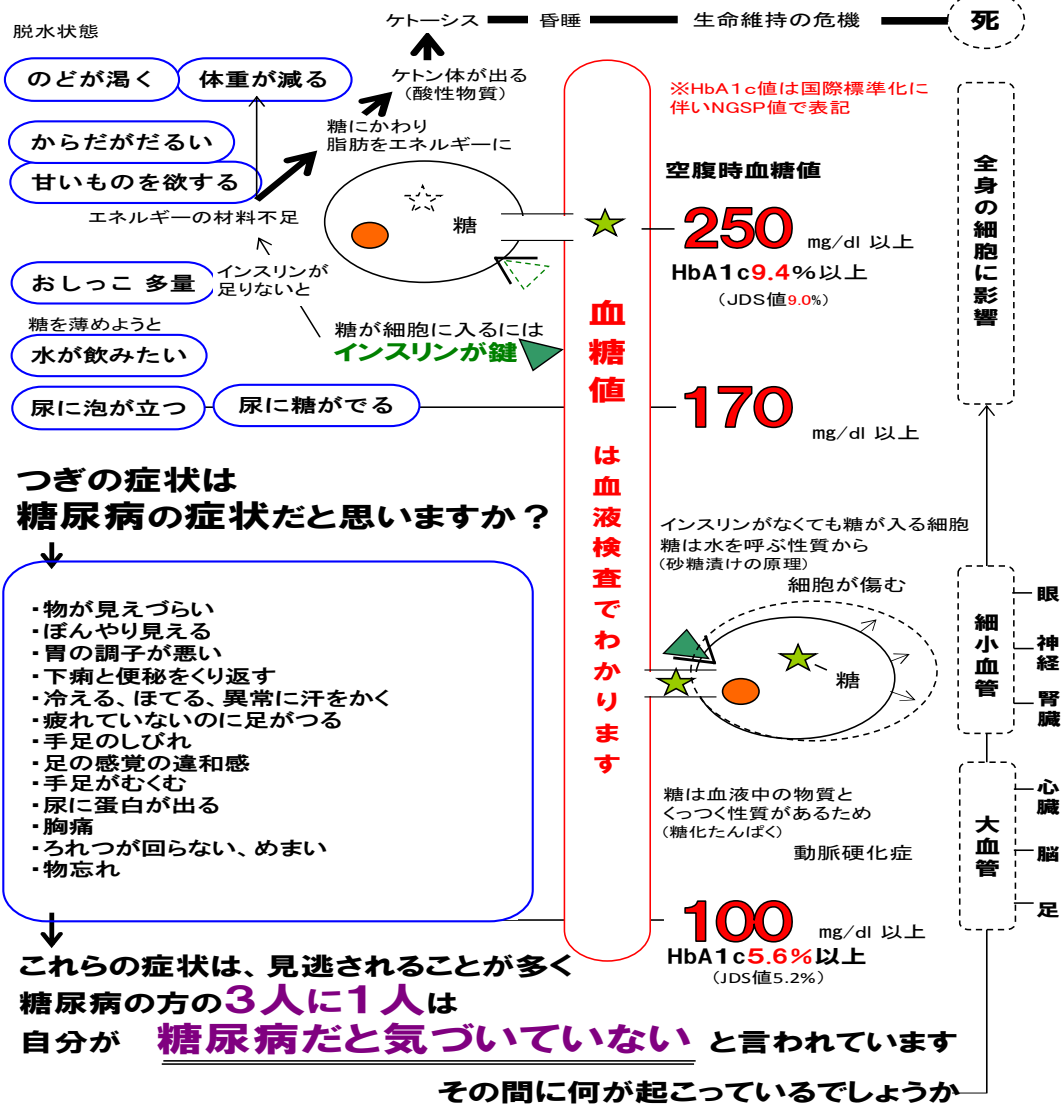 ケトーシス 昏睡 生命維持の危機 死
脱水状態
のどが渇く 体重が減る
ケトン体が出る
(酸性物質)
※HbA1c値は国際標準化に
伴いNGSP値で表記
からだがだるい
糖にかわり
脂肪をエネルギーに
甘いものを欲する
エネルギーの材料不足
糖
空腹時血糖値
250 mg/dl 以上
HbA1c9.4%以上
(JDS値9.0%)
全身の細胞に影響
おしっこ 多量
インスリンが
足りないと
糖を薄めようと
水が飲みたい
糖が細胞に入るには
インスリンが鍵
尿に泡が立つ 尿に糖がでる
170
mg/dl 以上
血糖値は血液検査でわかります
つぎの症状は
糖尿病の症状だと思いますか？
・物が見えづらい
・ぼんやり見える
・胃の調子が悪い
・下痢と便秘をくり返す
・冷える、ほてる、異常に汗をかく
・疲れていないのに足がつる
・手足のしびれ
・足の感覚の違和感
・手足がむくむ
・尿に蛋白が出る
・胸痛
・ろれつが回らない、めまい
・物忘れ
インスリンがなくても糖が入る細胞
糖は水を呼ぶ性質から
(砂糖漬けの原理)
細胞が傷む
糖
細小血管
眼
神経
腎臓
糖は血液中の物質と
くっつく性質があるため
(糖化たんぱく)
動脈硬化症
大血管
心臓
脳
足
100 mg/dl 以上
HbA1c5.6%以上
(JDS値5.2%)
これらの症状は、見逃されることが多く
糖尿病の方の3人に1人は
自分が 糖尿病だと気づいていない と言われています
その間に何が起こっているでしょうか